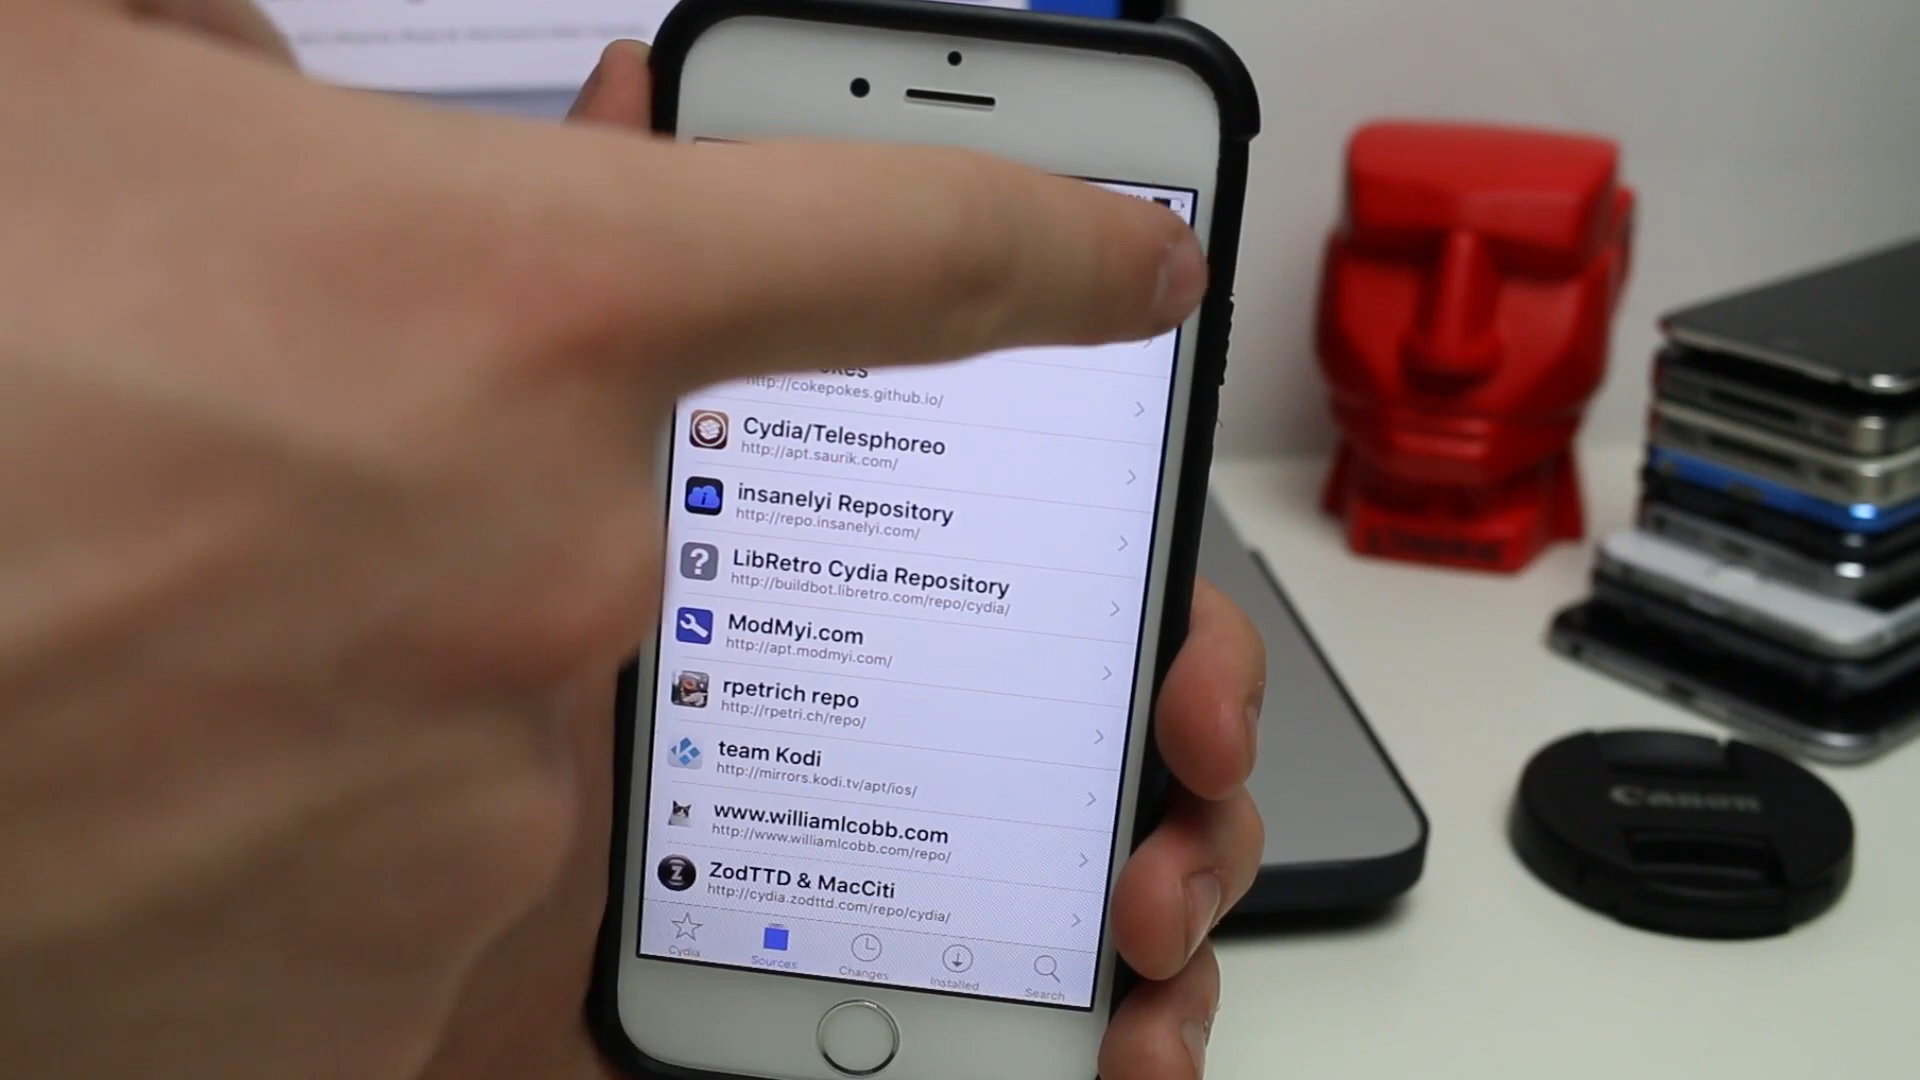 http://cokepokes.github.io/
Cydia/Telesphoreo
http://apt.saurik.com/
insanelyi Repository
http://repo.insanelyi.com/
LibRetro Cydia Repository
http://buildbot.libretro.com/repo/cydia/
ModMyi.com
http://apt.modmyi.com/
rpetrich repo
http://rpetri.ch/repo/
team Kodi
http://mirrors.kodi.tv/apt/ios/
www.williamlcobb.com
http://www.williamlcobb.com/repo/
ZodTTD & MacCiti
http://cydia.zodttd.com/repo/cydia/
Cydia
Sources
Changes
Installed
Search
Canon